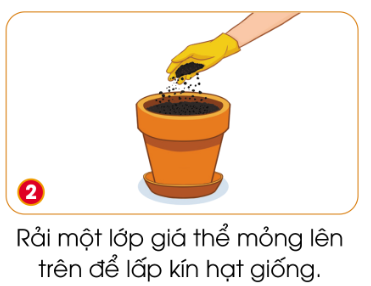 2
Rải một lớp giá thể mỏng lên
trên để lấp kín hạt giống.